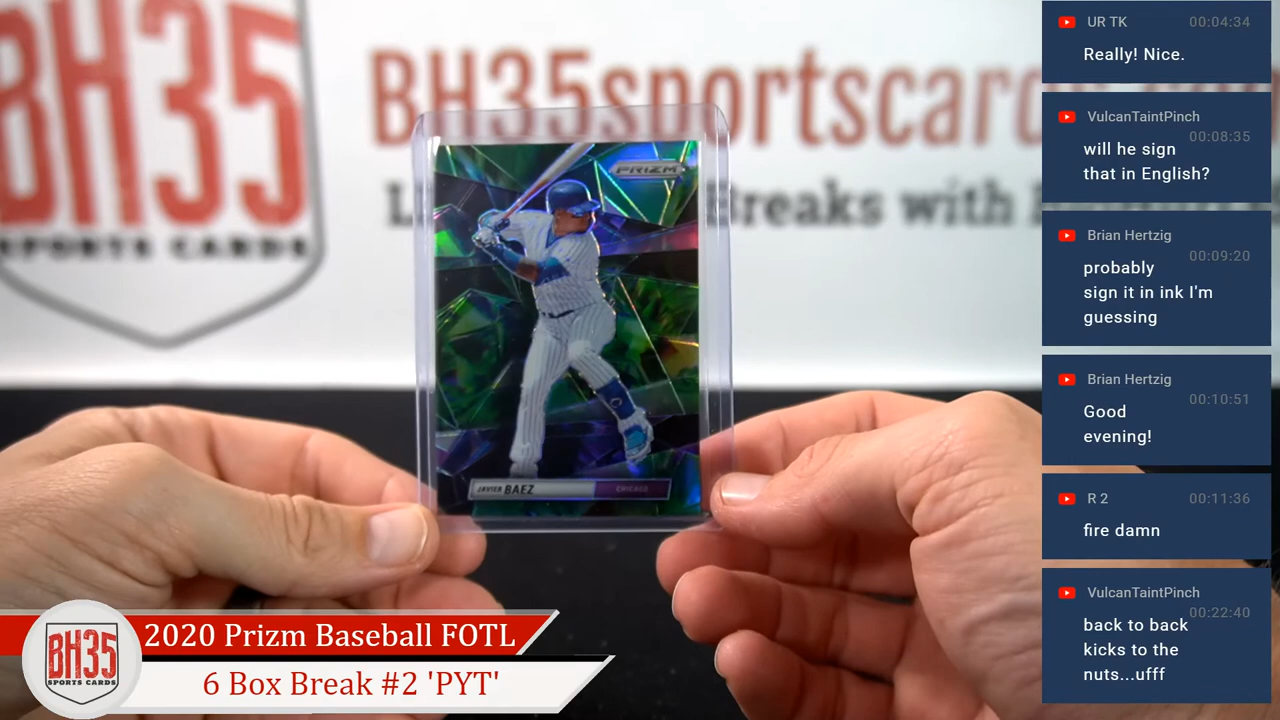 BH35
SPORTS CARDS
BH35sportscards
Breaks with
PRIZM
JAVIER BAEZ
CHICAGO
BH35
SPORTS CARDS
2020 Prizm Baseball FOTL
6 Box Break #2 'PYT'
UR TK
00:04:34
Really! Nice.
VulcanTaintPinch
00:08:35
will he sign
that in English?
Brian Hertzig
00:09:20
probably
sign it in ink I'm
guessing
Brian Hertzig
00:10:51
Good
evening!
R 2
00:11:36
fire damn
VulcanTaintPinch
00:22:40
back to back
kicks to the
nuts...ufff